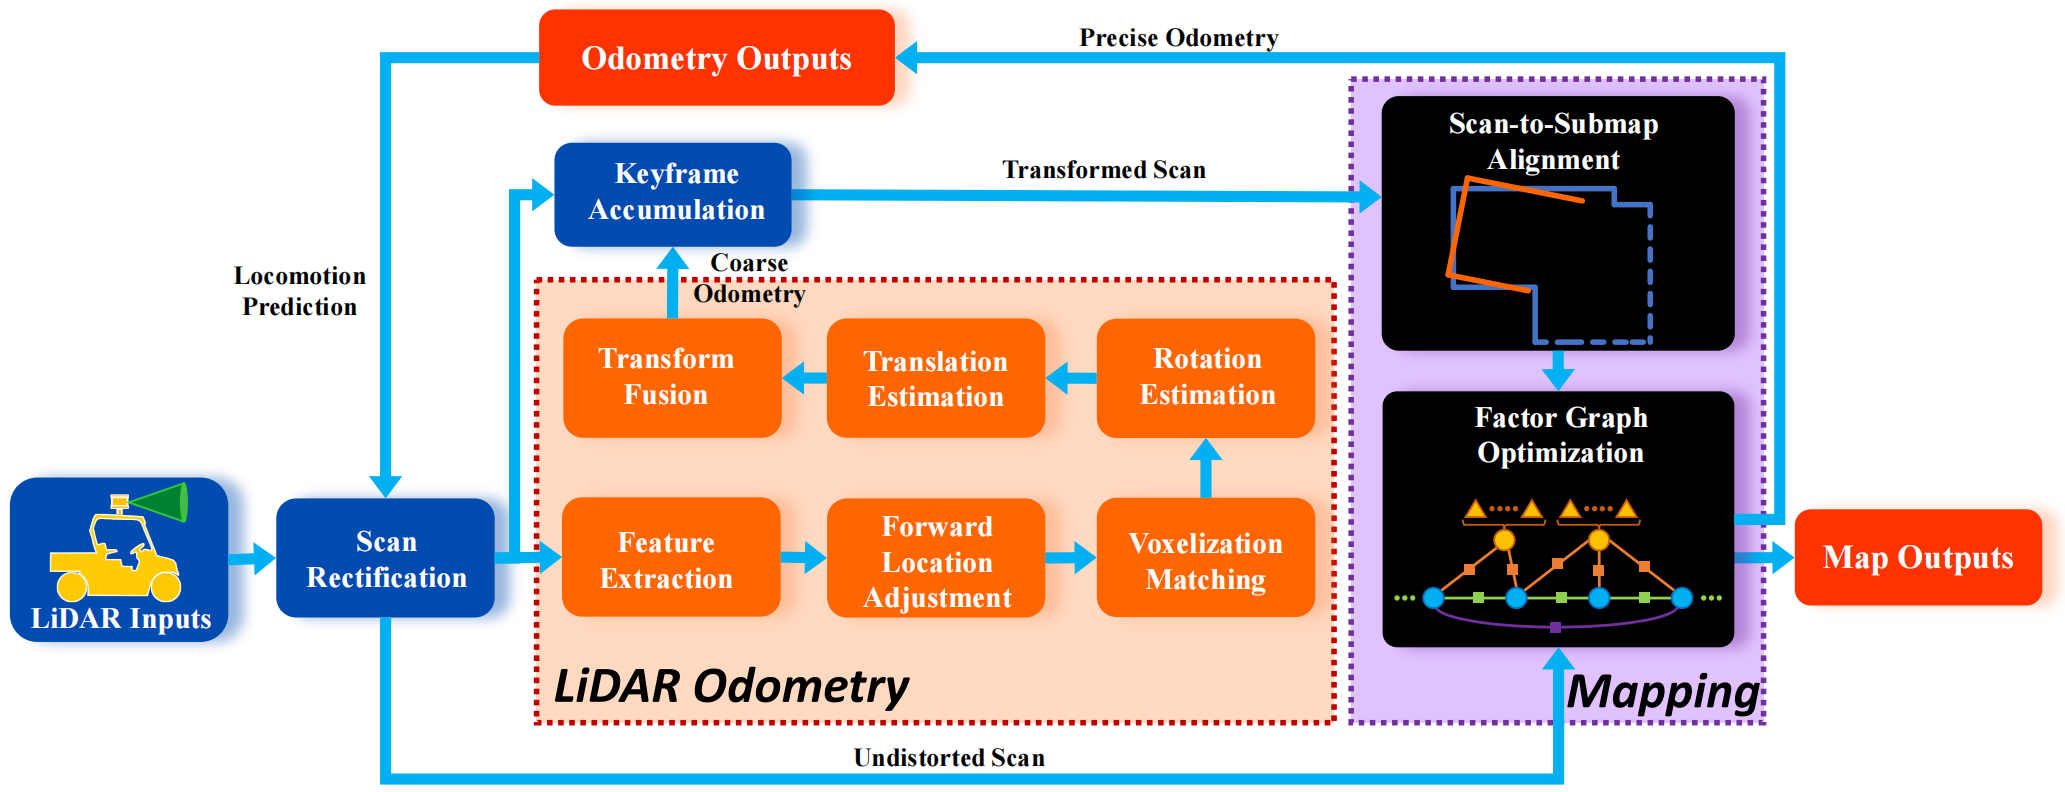 Odometry Outputs
Precise Odometry
Scan-to-Submap
Alignment
Keyframe
Accumulation
Transformed Scan
Locomotion
Prediction
Coarse
Odometry
Transform
Fusion
Translation
Estimation
Rotation
Estimation
Factor Graph
Optimization
LiDAR Inputs
Scan
Rectification
Feature
Extraction
Forward
Location
Adjustment
Voxelization
Matching
Map Outputs
LiDAR Odometry
Mapping
Undistorted Scan